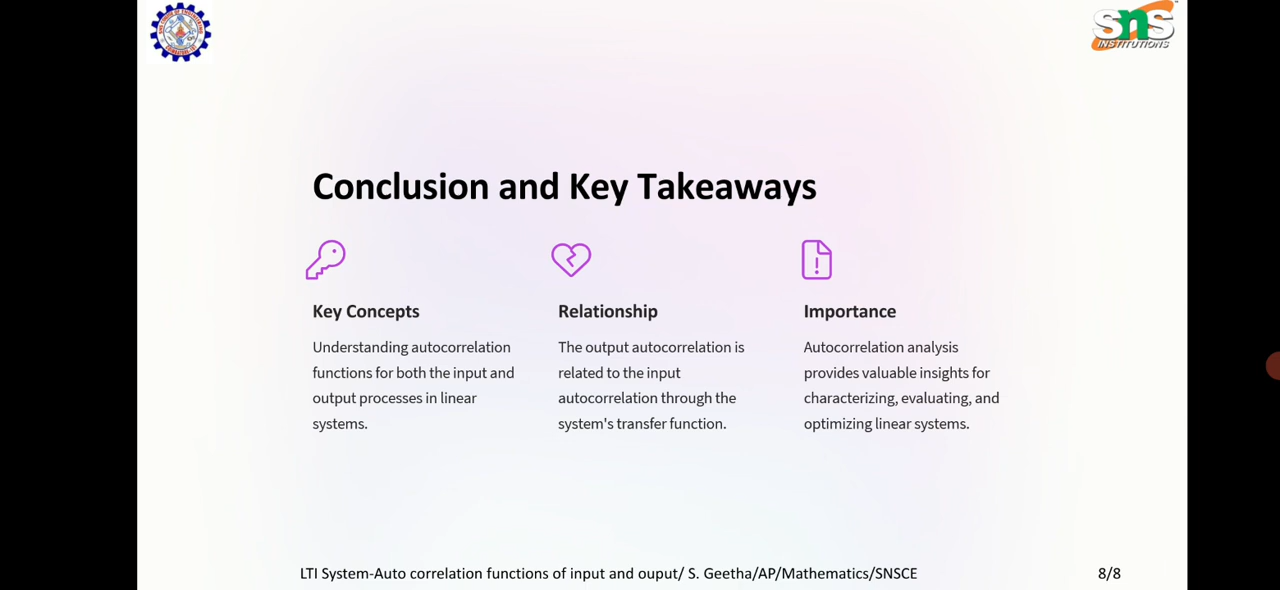 sns
INSTITUTIONS
Conclusion and Key Takeaways
Key Concepts
Understanding autocorrelation
functions for both the input and
output processes in linear
systems.
Relationship
The output autocorrelation is
related to the input
autocorrelation through the
system's transfer function.
Importance
Autocorrelation analysis
provides valuable insights for
characterizing, evaluating, and
optimizing linear systems.
LTI System-Auto correlation functions of input and ouput/ S. Geetha/AP/Mathematics/SNSCE
8/8